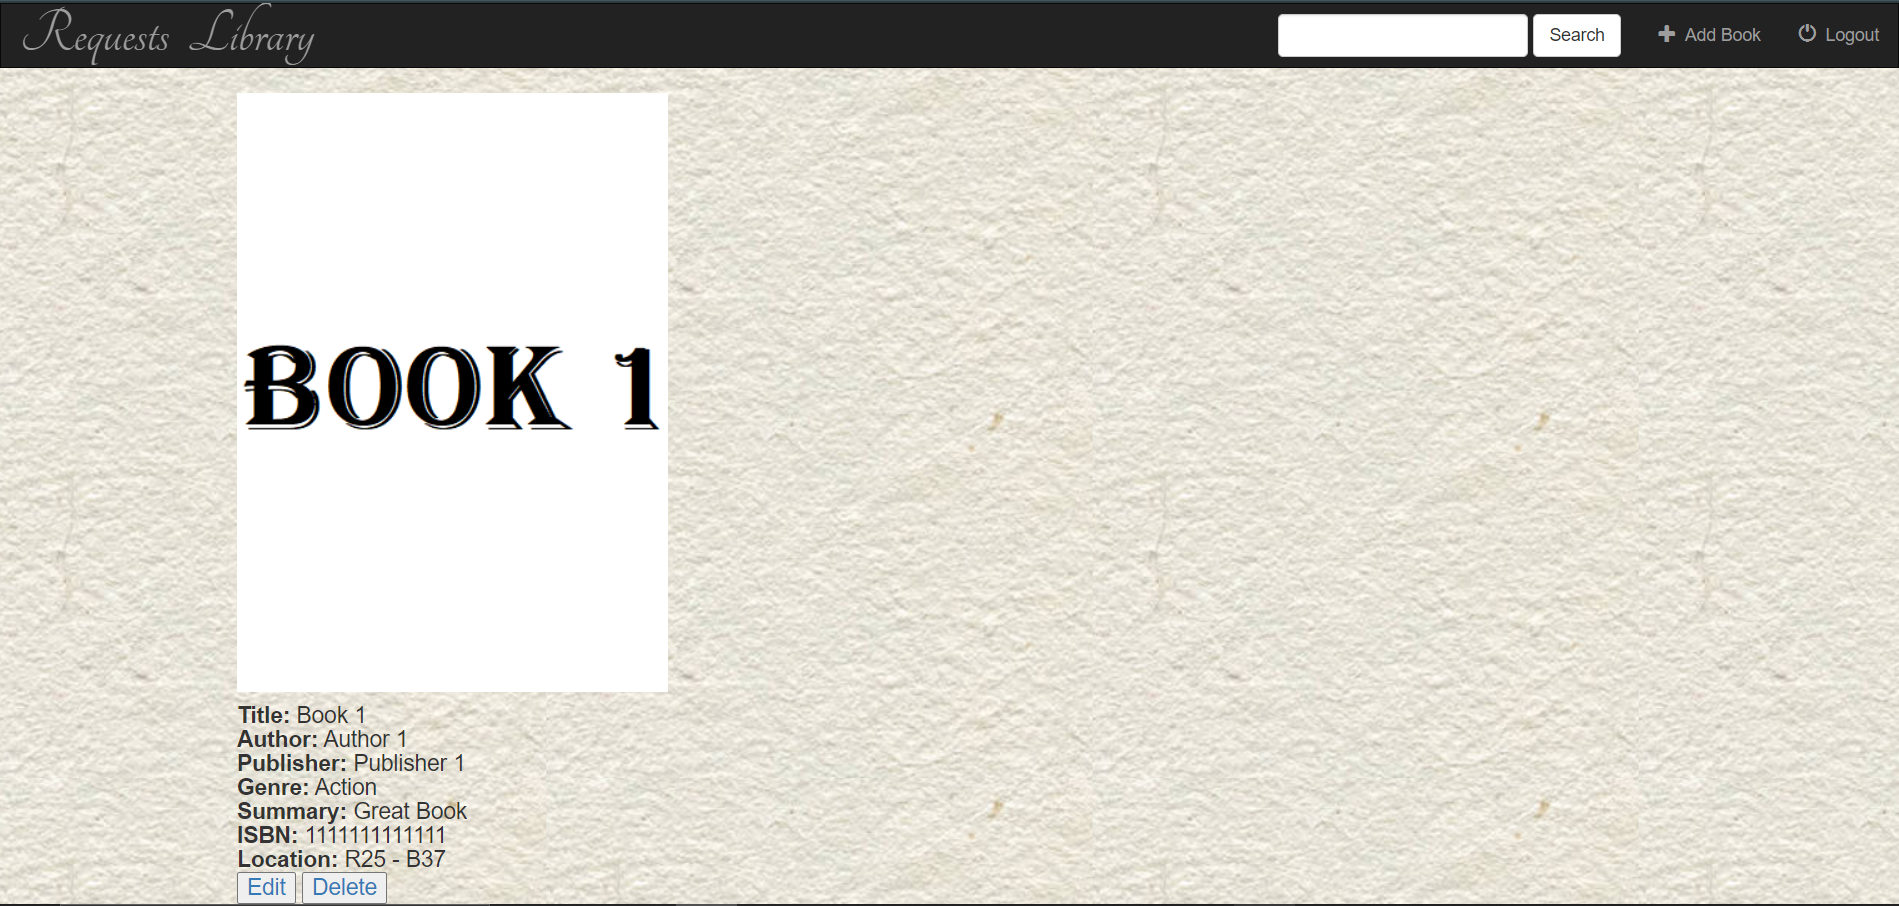 Requests Library
Search
Add Book
Logout
BOOK 1
Title: Book 1
Author: Author 1
Publisher: Publisher 1
Genre: Action
Summary: Great Book
ISBN: 1111111111111
Location: R25 - B37
Edit Delete